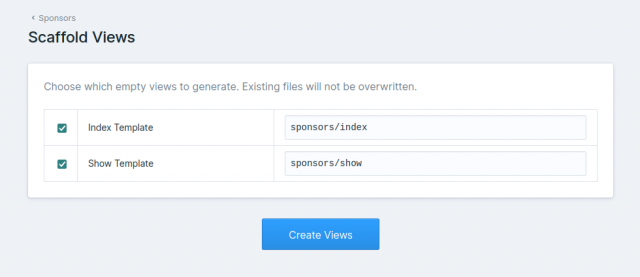 Sponsors
Scaffold Views
Choose which empty views to generate. Existing files will not be overwritten.
Index Template
sponsors/index
Show Template
sponsors/show
Create Views